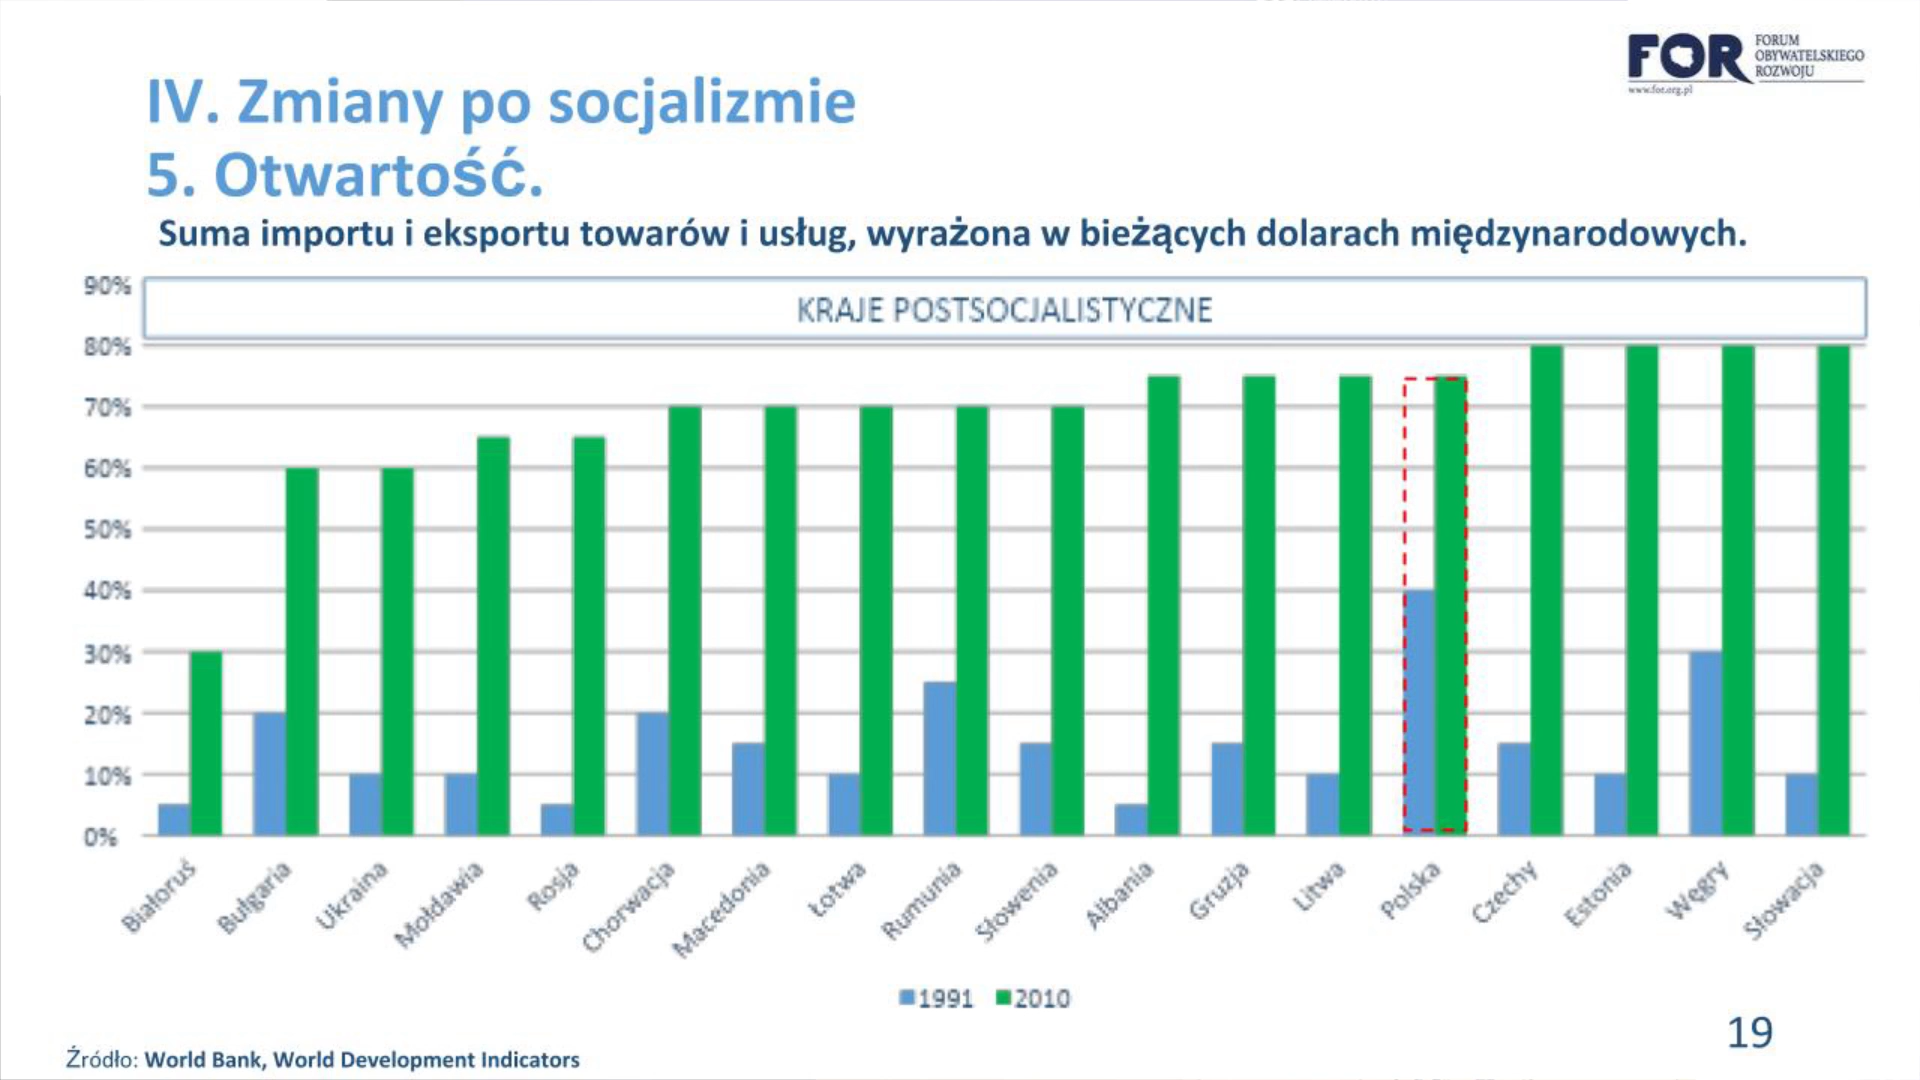 FOR
FORUM
OBYWATELSKIEGO
ROZWOJU
www.for.org.pl
IV. Zmiany po socjalizmie
5. Otwartość.
Suma importu i eksportu towarów i usług, wyrażona w bieżących dolarach międzynarodowych.
KRAJE POSTSOCJALISTYCZNE
90%
80%
70%
60%
50%
40%
30%
20%
10%
0%
Białoruś
Bułgaria
Ukraina
Mołdawia
Rosja
Chorwacja
Macedonia
Łotwa
Rumunia
Słowenia
Albania
Gruzja
Litwa
Polska
Czechy
Estonia
Węgry
Słowacja
1991 2010
19
Źródło: World Bank, World Development Indicators